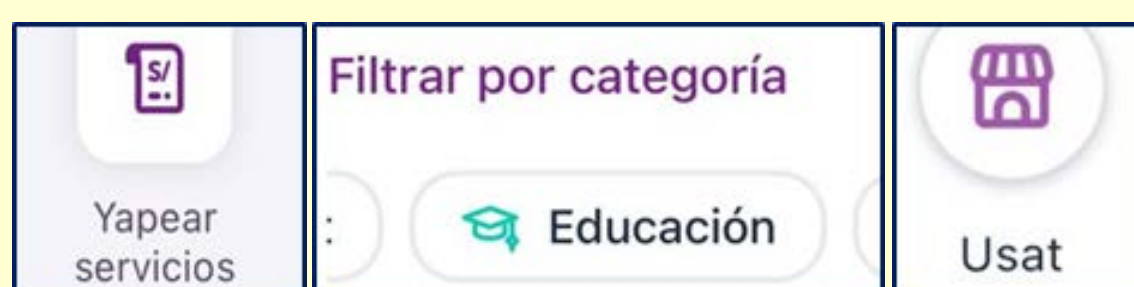 S/
Yapear
servicios
Filtrar por categoría
Educación
Usat